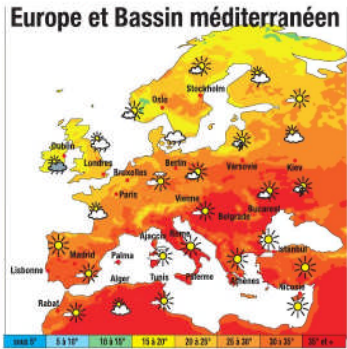 Europe et Bassin méditerranéen
Stockholm
Oslo
Dublin
Londres
Berlin
Varsovie
Kiev
Bruxelles
Paris
Vienne
Bucarest
Belgrade
Ajaccio
Rome
Istanbul
Madrid
Palma
Lisbonne
Alger
Tunis
Palerme
Athènes
Nicosie
Rabat
sous 5°
5 à 10°
10 à 15°
15 à 20°
20 à 25°
25 à 30°
30 à 35°
35° et +